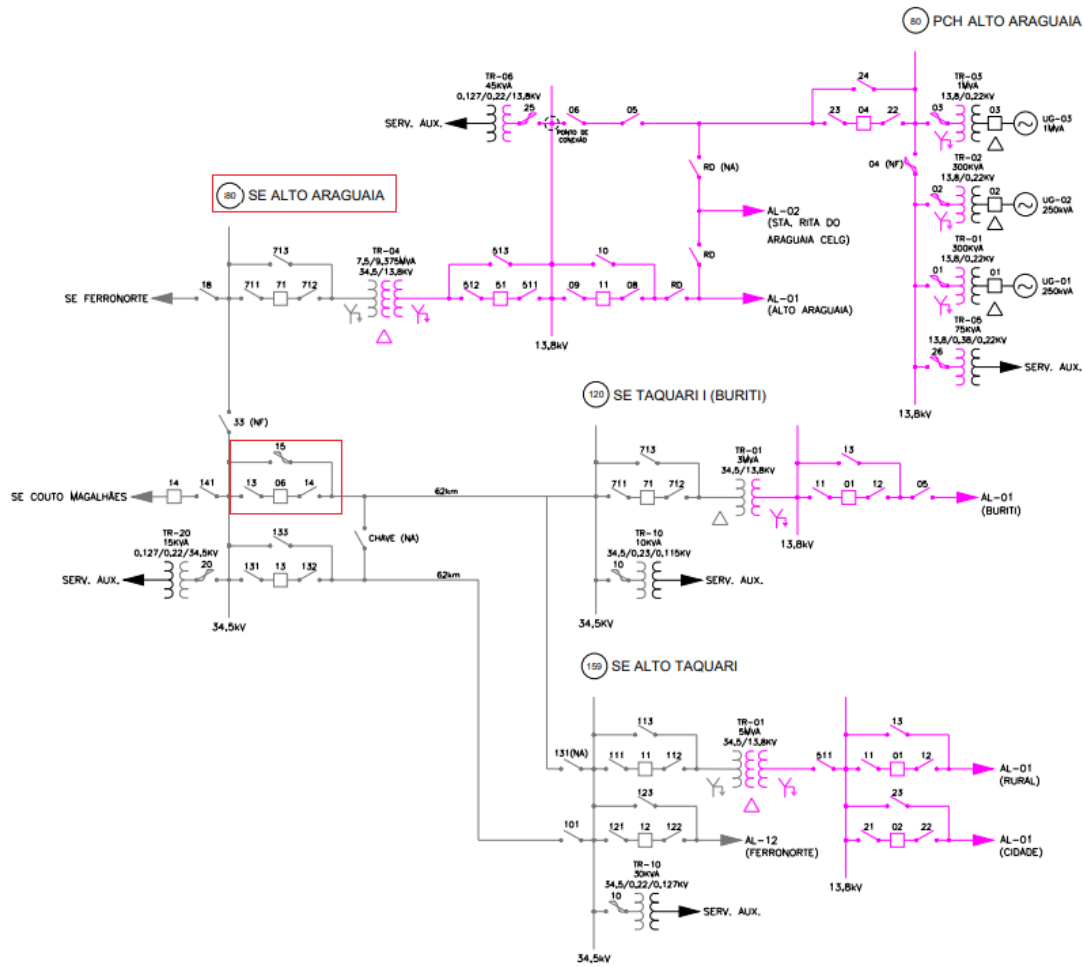 80 PCH ALTO ARAGUAIA
TR-06
45KVA
0,127/0,22/13,8KV
25
SERV. AUX.
06
05
PONTO DE
CONEXÃO
24
23
04
22
TR-03
1MVA
13,8/0,22KV
03
03
UG-03
1MVA
04 (NF)
TR-02
300KVA
13,8/0,22KV
02
02
UG-02
250kVA
TR-01
300KVA
13,8/0,22KV
01
01
UG-01
250kVA
TR-05
75KVA
13,8/0,38/0,22KV
26
SERV. AUX.
13,8kV
RD (NA)
AL-02
(STA. RITA DO
ARAGUAIA CELG)
RD
180 SE ALTO ARAGUAIA
713
18
711
71
712
SE FERRONORTE
TR-04
7,5/9,375MVA
34,5/13,8KV
513
512
51
511
10
09
11
08
RD
AL-01
(ALTO ARAGUAIA)
13,8kV
33 (NF)
15
13
06
14
SE COUTO MAGALHÃES
14
141
62km
CHAVE (NA)
TR-20
15KVA
0,127/0,22/34,5KV
20
SERV. AUX.
133
131
13
132
62km
34,5kV
120 SE TAQUARI I (BURITI)
713
711
71
712
TR-01
3MVA
34,5/13,8KV
13
11
01
12
05
AL-01
(BURITI)
13,8kV
TR-10
10KVA
34,5/0,23/0,115KV
10
SERV. AUX.
34,5KV
159 SE ALTO TAQUARI
113
131(NA)
111
11
112
TR-01
5MVA
34,5/13,8KV
511
13
11
01
12
AL-01
(RURAL)
123
101
121
12
122
AL-12
(FERRONORTE)
23
21
02
22
AL-01
(CIDADE)
13,8kV
TR-10
30KVA
34,5/0,22/0,127KV
10
SERV. AUX.
34,5kV